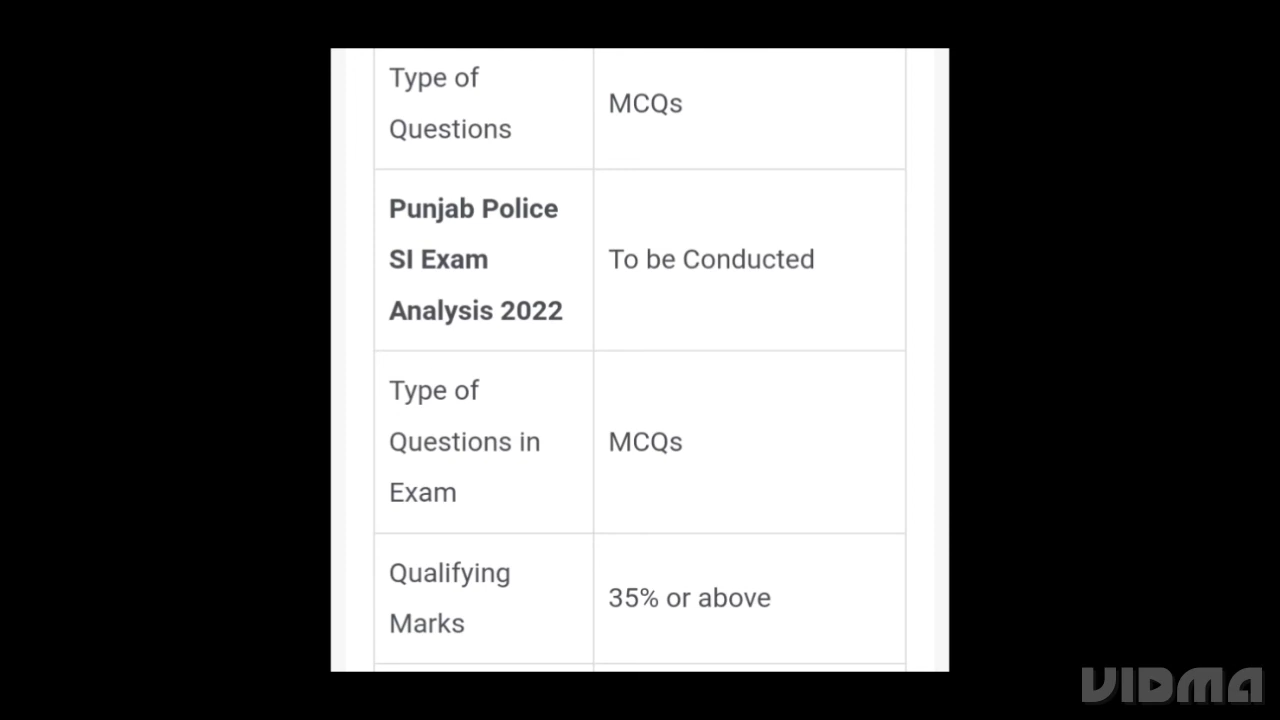 Type of
Questions
MCQs
Punjab Police
SI Exam
Analysis 2022
To be Conducted
Type of
Questions in
Exam
MCQs
Qualifying
Marks
35% or above
VIDMA